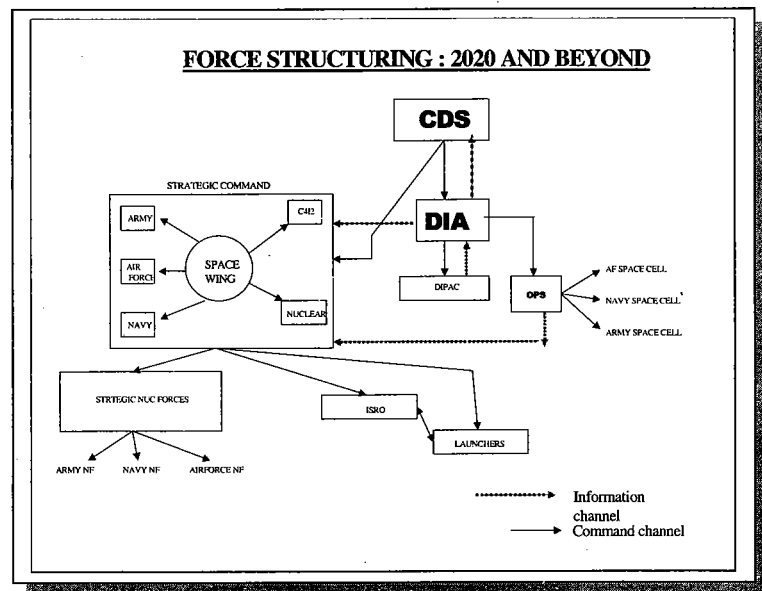 FORCE STRUCTURING : 2020 AND BEYOND
CDS
STRATEGIC COMMAND
ARMY
C4I2
DIA
AIR
FORCE
SPACE
WING
DIPAC
OPS
AF SPACE CELL
NAVY SPACE CELL
ARMY SPACE CELL
NAVY
NUCLEAR
STRTEGIC NUC FORCES
ISRO
LAUNCHERS
ARMY NF
NAVY NF
AIRFORCE NF
Information
channel
Command channel